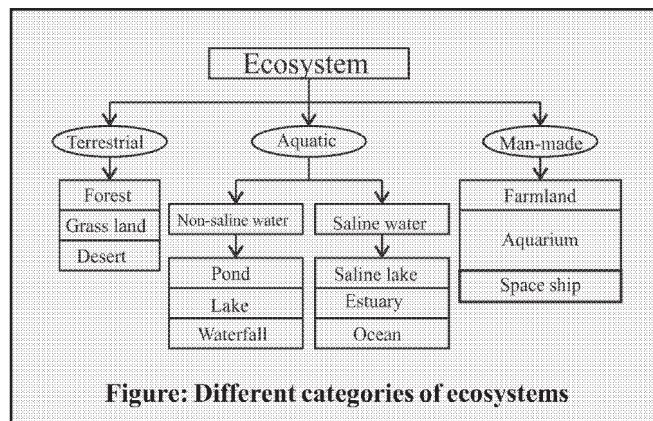 Ecosystem
Terrestrial
Aquatic
Man-made
Forest
Grass land
Desert
Non-saline water
Saline water
Pond
Lake
Waterfall
Saline lake
Estuary
Ocean
Farmland
Aquarium
Space ship
Figure: Different categories of ecosystems